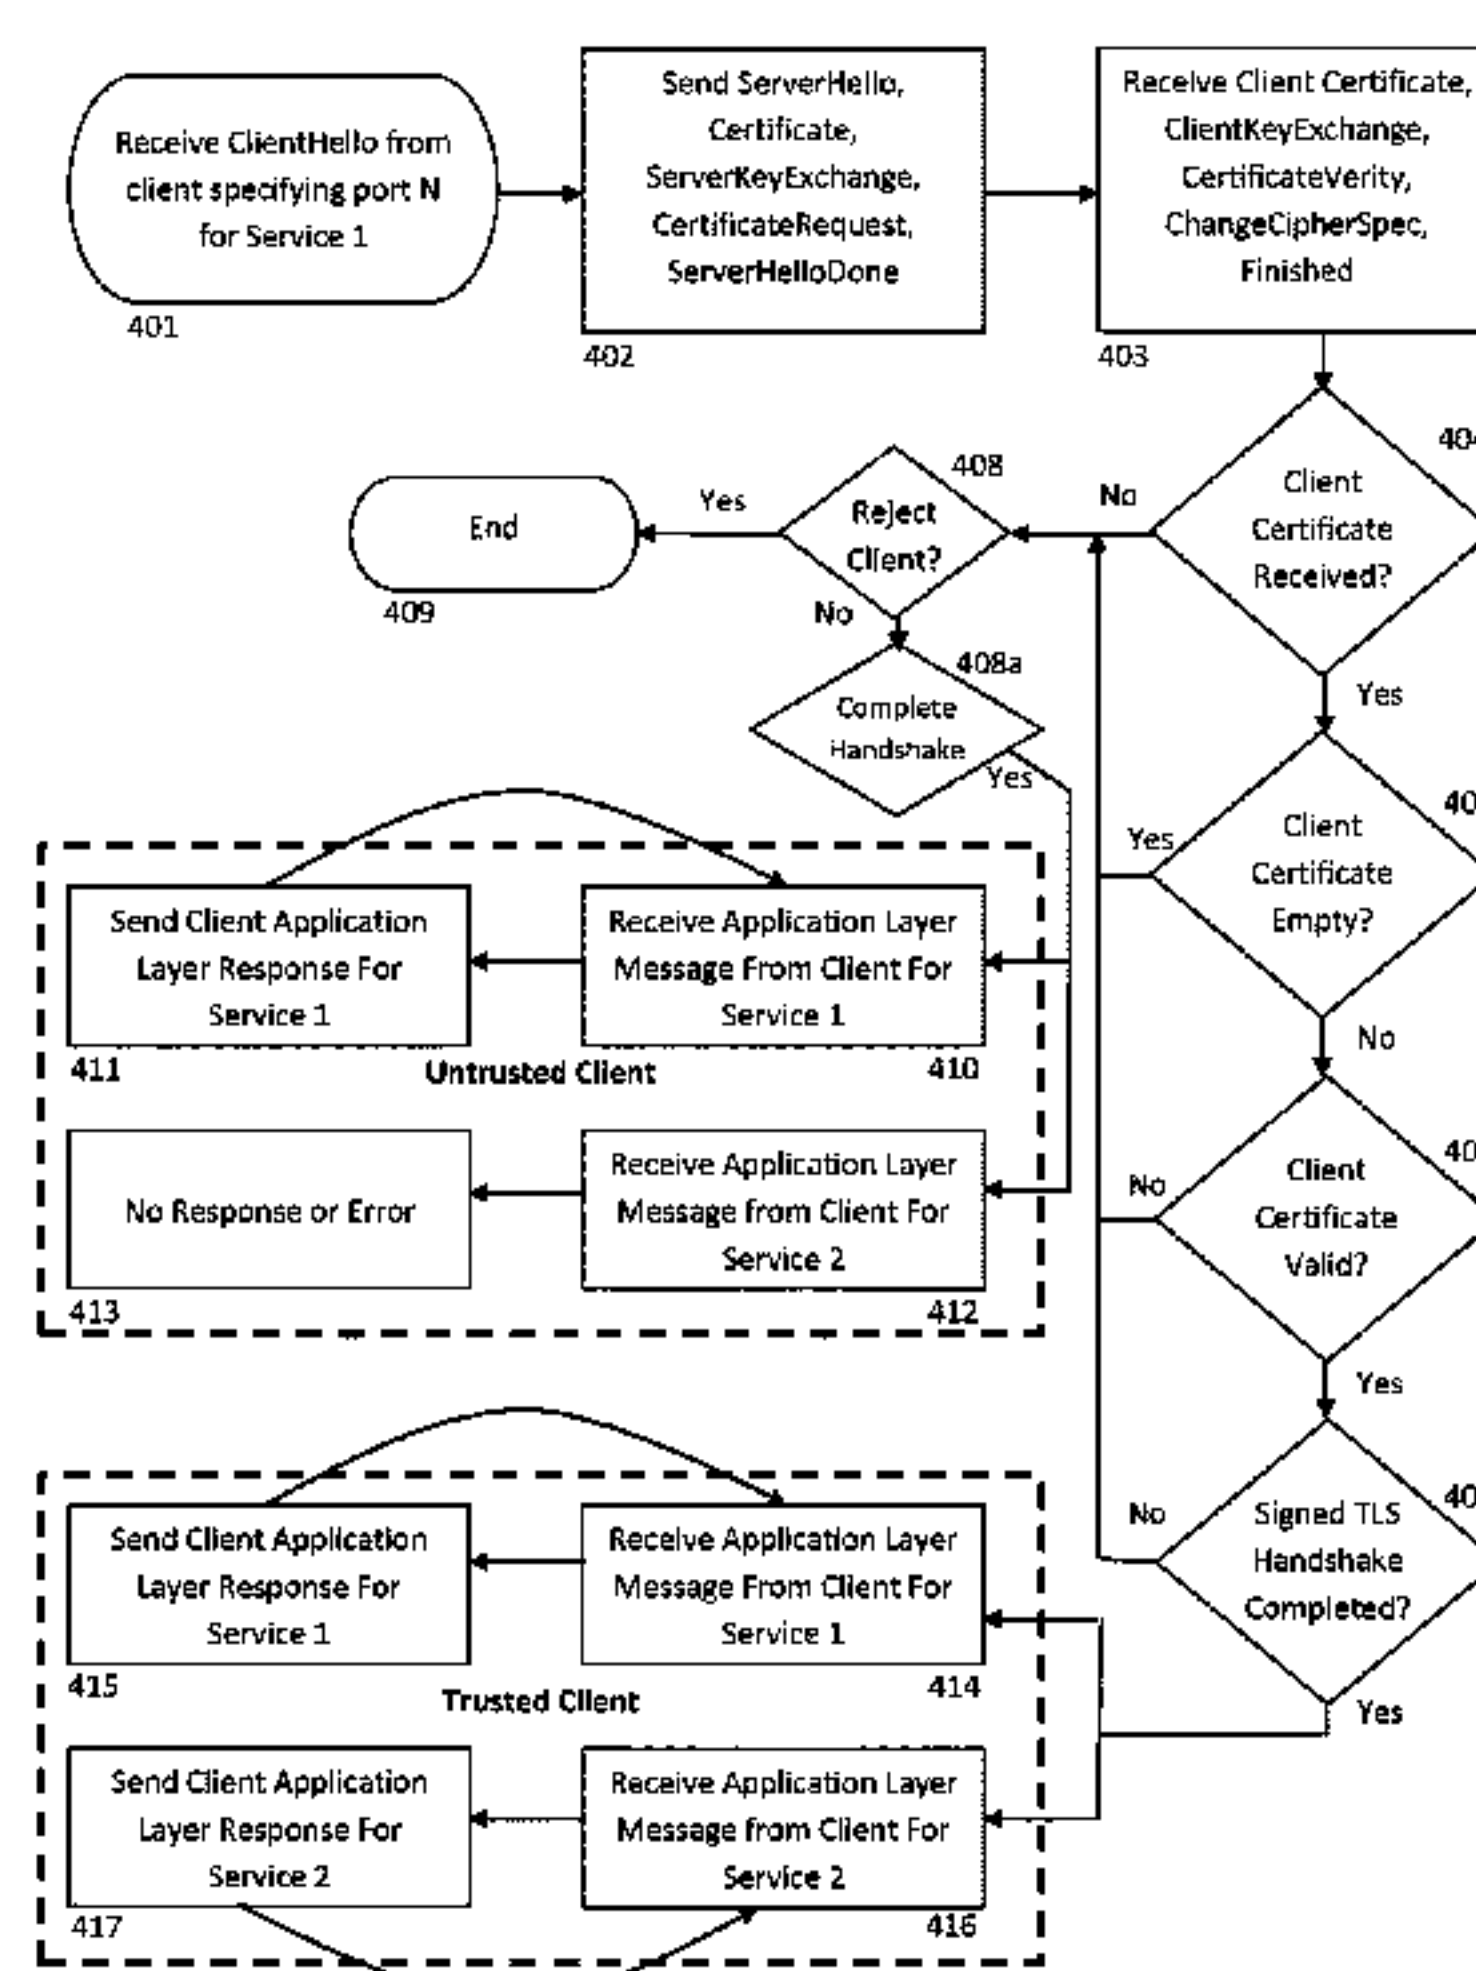 Receive ClientHello from
client specifying port N
for Service 1
401
Send ServerHello,
Certificate,
ServerKeyExchange,
CertificateRequest,
ServerHelloDone
402
Receive Client Certificate,
ClientKeyExchange,
CertificateVerity,
ChangeCipherSpec,
Finished
403
404
Client
Certificate
Received?
No
Yes
408
Reject
Client?
Yes
No
End
409
408a
Complete
Handshake
Yes
40
Client
Certificate
Empty?
Yes
No
Send Client Application
Layer Response For
Service 1
411
Receive Application Layer
Message From Client For
Service 1
410
Untrusted Client
No Response or Error
413
Receive Application Layer
Message from Client For
Service 2
412
40
Client
Certificate
Valid?
No
Yes
40
Signed TLS
Handshake
Completed?
No
Yes
Send Client Application
Layer Response For
Service 1
415
Receive Application Layer
Message From Client For
Service 1
414
Trusted Client
Send Client Application
Layer Response For
Service 2
417
Receive Application Layer
Message from Client For
Service 2
416